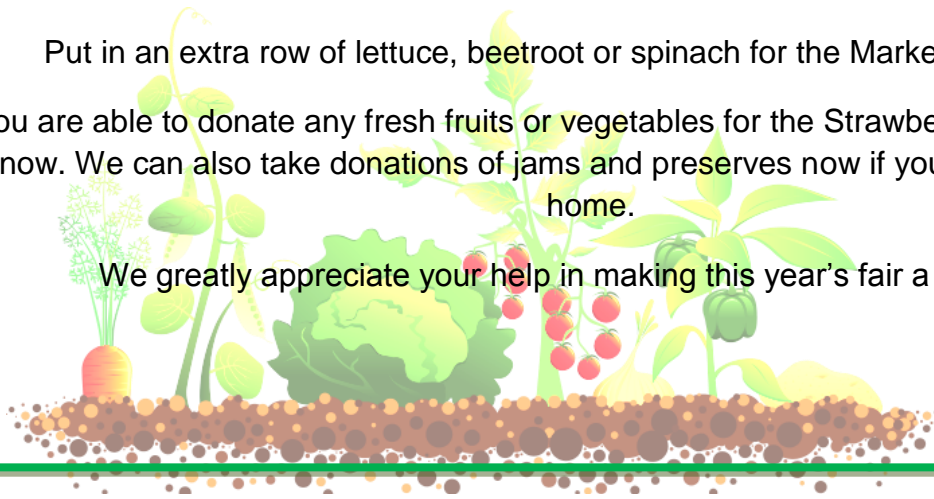 Put in an extra row of lettuce, beetroot or spinach for the Marke
ou are able to donate any fresh fruits or vegetables for the Strawbe
now. We can also take donations of jams and preserves now if you
home.
We greatly appreciate your help in making this year’s fair a